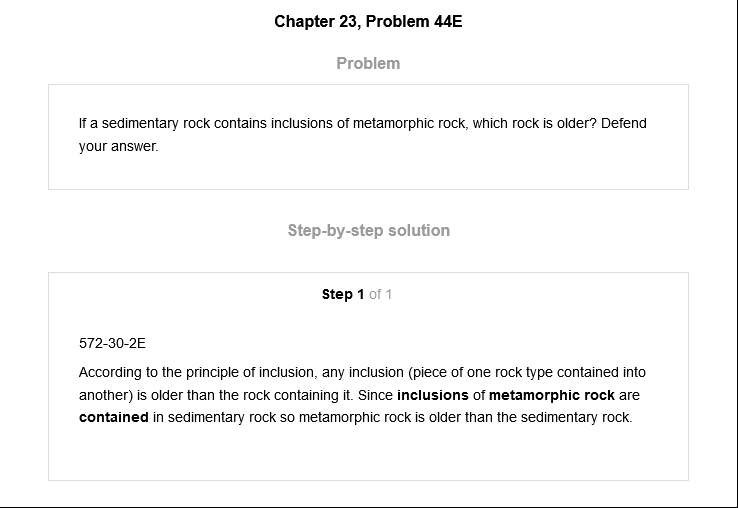 Chapter 23, Problem 44E
Problem
If a sedimentary rock contains inclusions of metamorphic rock, which rock is older? Defend
your answer.
Step-by-step solution
Step 1 of 1
572-30-2E
According to the principle of inclusion, any inclusion (piece of one rock type contained into
another) is older than the rock containing it. Since inclusions of metamorphic rock are
contained in sedimentary rock so metamorphic rock is older than the sedimentary rock.